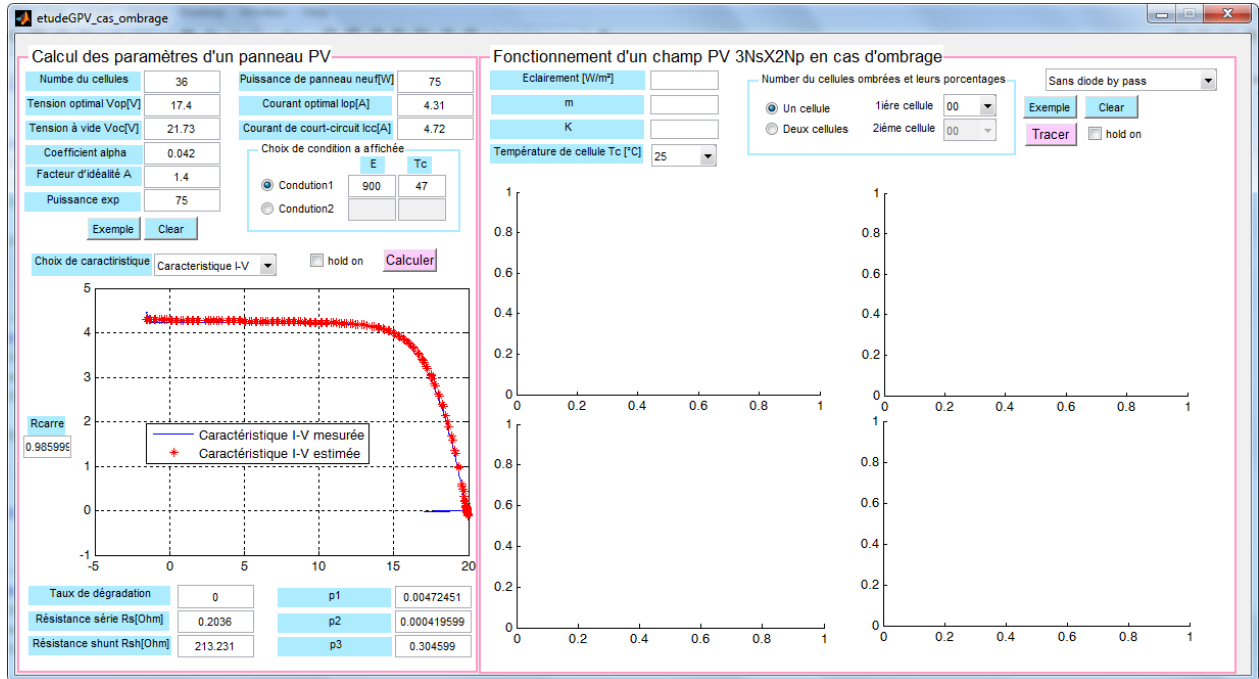 etudeGPV_cas_ombrage
Calcul des paramètres d'un panneau PV
Numbe du cellules 36
Puissance de panneau neuf[W] 75
Tension optimal Vop[V] 17.4
Courant optimal Iop[A] 4.31
Tension à vide Voc[V] 21.73
Courant de court-circuit Icc[A] 4.72
Coefficient alpha 0.042
Facteur d'idéalité A 1.4
Puissance exp 75
Choix de condition a affichée
E Tc
Condution1 900 47
Condution2
Exemple Clear
Choix de caractiristique Caracteristique I-V hold on Calculer
5
4
3
2
1
0
-1
-5 0 5 10 15 20
Caractéristique I-V mesurée
Caractéristique I-V estimée
Rcarre
0.985999
Taux de dégradation 0
p1 0.00472451
Résistance série Rs[Ohm] 0.2036
p2 0.000419599
Résistance shunt Rsh[Ohm] 213.231
p3 0.304599
Fonctionnement d'un champ PV 3NsX2Np en cas d'ombrage
Eclairement [W/m²]
m
K
Température de cellule Tc [°C] 25
Number du cellules ombrées et leurs porcentages
Un cellule 1iére cellule 00
Deux cellules 2iéme cellule 00
Sans diode by pass
Exemple Clear
Tracer hold on
1
0.8
0.6
0.4
0.2
0
0 0.2 0.4 0.6 0.8 1
1
0.8
0.6
0.4
0.2
0
0 0.2 0.4 0.6 0.8 1
1
0.8
0.6
0.4
0.2
0
0 0.2 0.4 0.6 0.8 1
1
0.8
0.6
0.4
0.2
0
0 0.2 0.4 0.6 0.8 1